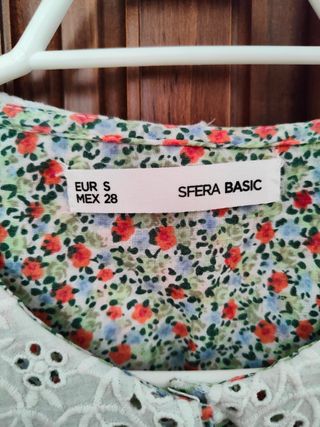 EUR S
MEX 28
SFERA BASIC